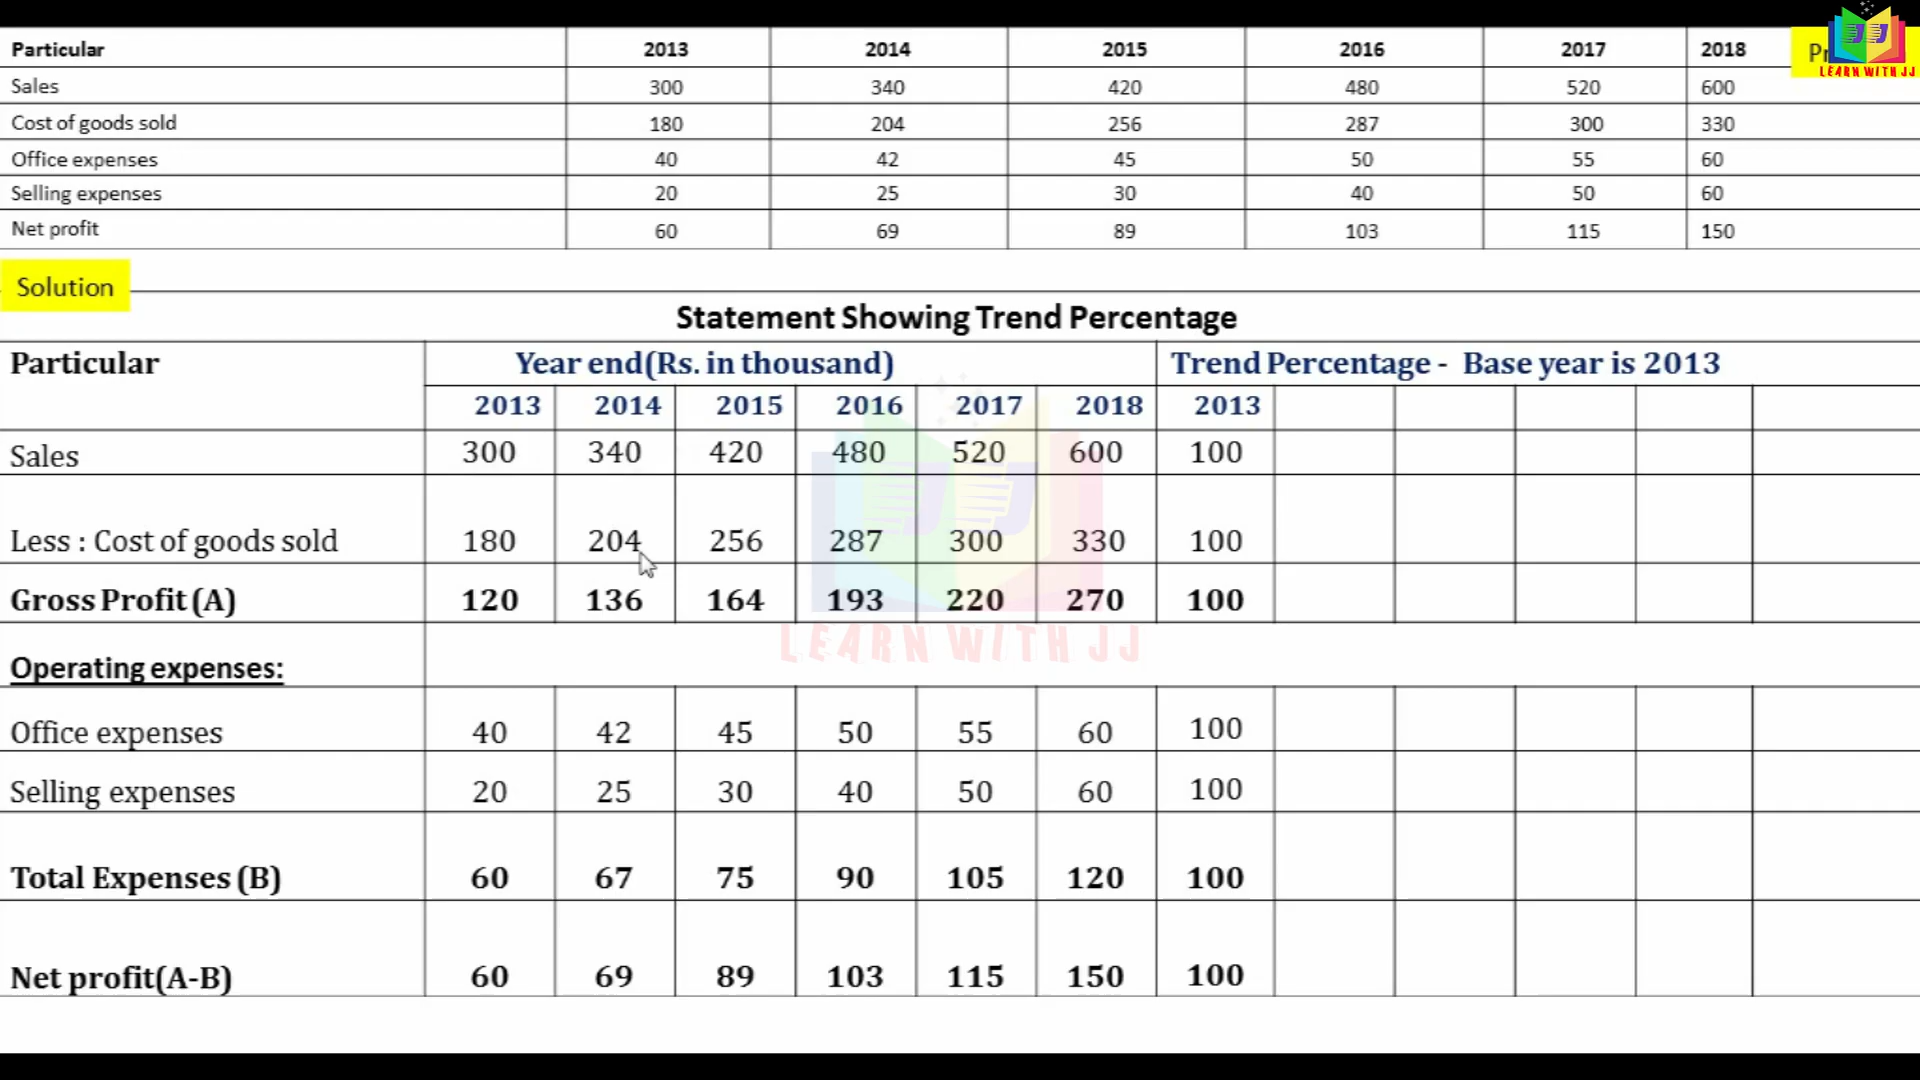 Particular 2013 2014 2015 2016 2017 2018
LEARN WITH JJ
Sales 300 340 420 480 520 600
Cost of goods sold 180 204 256 287 300 330
Office expenses 40 42 45 50 55 60
Selling expenses 20 25 30 40 50 60
Net profit 60 69 89 103 115 150
Solution
Statement Showing Trend Percentage
Particular Year end(Rs. in thousand) Trend Percentage - Base year is 2013
2013 2014 2015 2016 2017 2018 2013
Sales 300 340 420 480 520 600 100
Less : Cost of goods sold 180 204 256 287 300 330 100
Gross Profit (A) 120 136 164 193 220 270 100
LEARN WITH JJ
Operating expenses:
Office expenses 40 42 45 50 55 60 100
Selling expenses 20 25 30 40 50 60 100
Total Expenses (B) 60 67 75 90 105 120 100
Net profit(A-B) 60 69 89 103 115 150 100